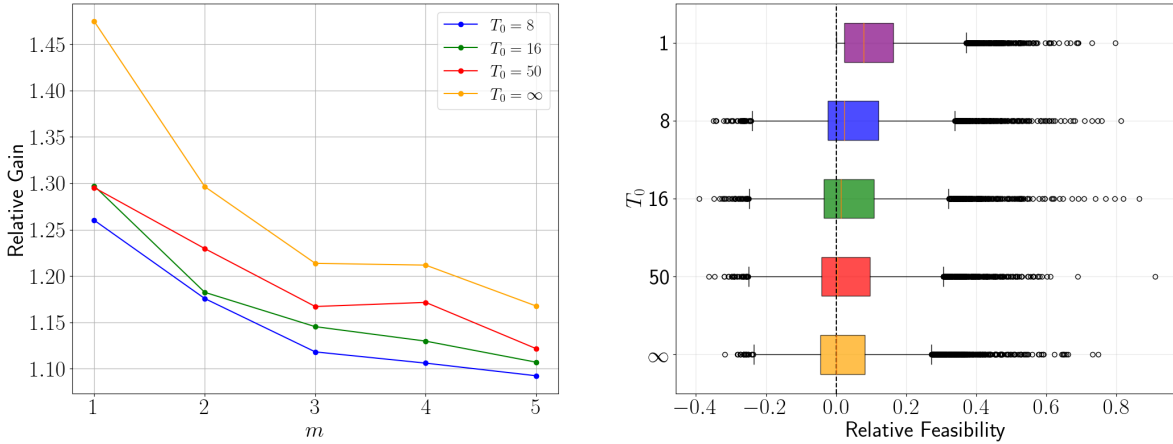 1.45
1.40
1.35
1.30
1.25
1.20
1.15
1.10
Relative Gain
1 2 3 4 5
m
T₀ = 8
T₀ = 16
T₀ = 50
T₀ = ∞
1
8
16
50
∞
T₀
−0.4 −0.2 0.0 0.2 0.4 0.6 0.8
Relative Feasibility